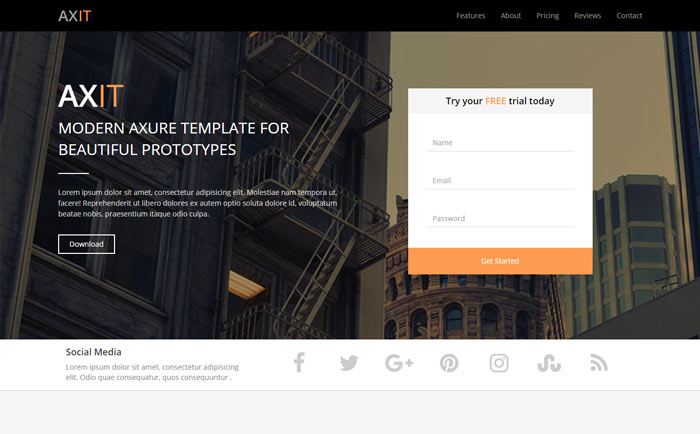 AXIT
Features About Pricing Reviews Contact
AXIT
MODERN AXURE TEMPLATE FOR
BEAUTIFUL PROTOTYPES
Lorem ipsum dolor sit amet, consectetur adipisicing elit. Molestiae nam tempora ut,
facere! Reprehenderit ut libero dolores ex autem optio soluta dolore id, voluptatum
beatae nobis, praesentium itaque odio culpa.
Download
Try your FREE trial today
Name
Email
Password
Get Started
Social Media
Lorem ipsum dolor sit amet, consectetur adipisicing
elit. Odio quae consequatur, quos consequuntur .